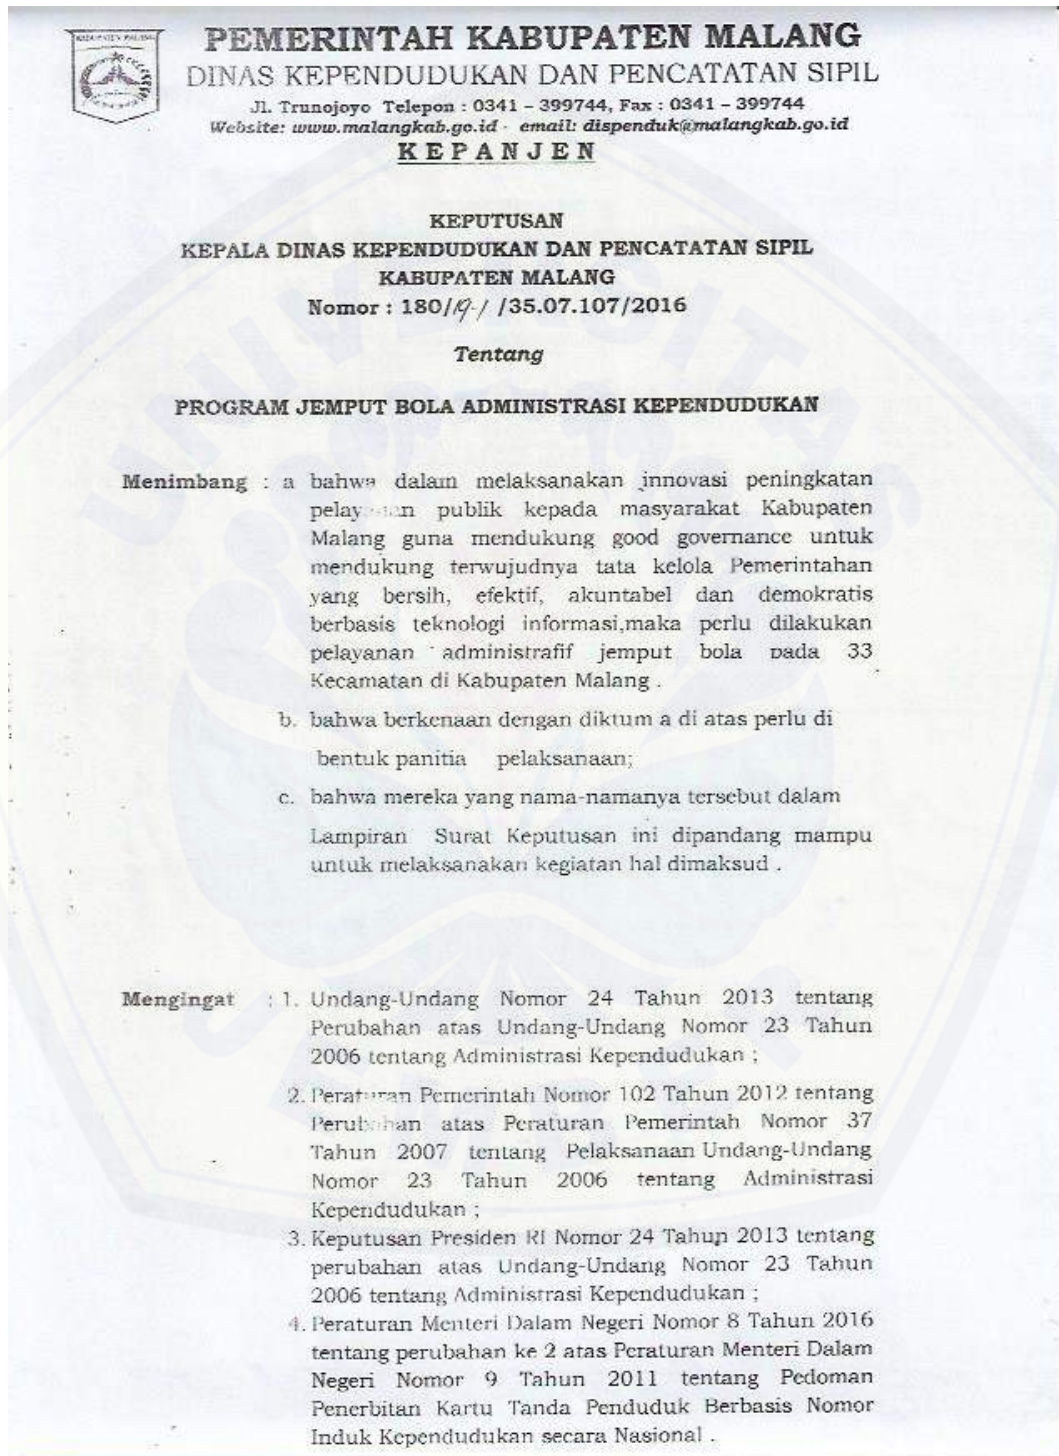 KABUPATEN MALANG
PEMERINTAH KABUPATEN MALANG
DINAS KEPENDUDUKAN DAN PENCATATAN SIPIL
Jl. Trunojoyo Telepon : 0341 – 399744, Fax : 0341 – 399744
Website: www.malangkab.go.id - email: dispenduk@malangkab.go.id
KEPANJEN
KEPUTUSAN
KEPALA DINAS KEPENDUDUKAN DAN PENCATATAN SIPIL
KABUPATEN MALANG
Nomor : 180/19-/ /35.07.107/2016
Tentang
PROGRAM JEMPUT BOLA ADMINISTRASI KEPENDUDUKAN
Menimbang : a bahwa dalam melaksanakan innovasi peningkatan
publik kepada masyarakat Kabupaten
Malang guna mendukung good governance untuk
mendukung terwujudnya tata kelola Pemerintahan
yang bersih, efektif, akuntabel dan demokratis
berbasis teknologi informasi,maka perlu dilakukan
pelayanan administrafif jemput bola pada 33
Kecamatan di Kabupaten Malang .
b. bahwa berkenaan dengan diktum a di atas perlu di
bentuk panitia pelaksanaan;
c. bahwa mereka yang nama-namanya tersebut dalam
Lampiran Surat Keputusan ini dipandang mampu
untuk melaksanakan kegiatan hal dimaksud .
Mengingat : 1. Undang-Undang Nomor 24 Tahun 2013 tentang
Perubahan atas Undang-Undang Nomor 23 Tahun
2006 tentang Administrasi Kependudukan ;
2. Peraturan Pemerintah Nomor 102 Tahun 2012 tentang
Perubahan atas Peraturan Pemerintah Nomor 37
Tahun 2007 tentang Pelaksanaan Undang-Undang
Nomor 23 Tahun 2006 tentang Administrasi
Kependudukan ;
3. Keputusan Presiden RI Nomor 24 Tahun 2013 tentang
perubahan atas Undang-Undang Nomor 23 Tahun
2006 tentang Administrasi Kependudukan ;
4. Peraturan Menteri Dalam Negeri Nomor 8 Tahun 2016
tentang perubahan ke 2 atas Peraturan Menteri Dalam
Negeri Nomor 9 Tahun 2011 tentang Pedoman
Penerbitan Kartu Tanda Penduduk Berbasis Nomor
Induk Kependudukan secara Nasional .
UNIVERSITAS
JEMBER